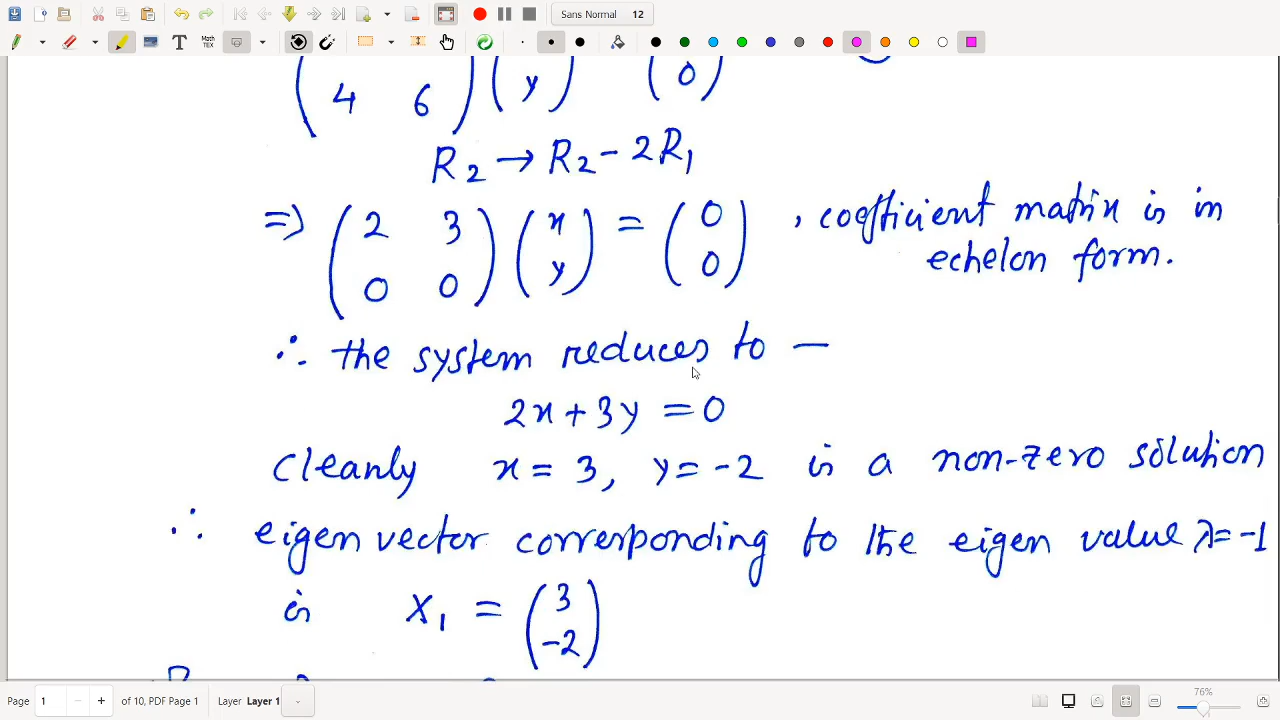 Sans Normal 12
MATH TEX
4 6 y 0
R₂ → R₂ - 2R₁
⇒ (2 3 0 0)(x y) = (0 0) , coefficient matrix is in
echelon form.
∴ the system reduces to —
2x + 3y = 0
Clearly x = 3, y = -2 is a non-zero solution
∴ eigen vector corresponding to the eigen value λ = -1
is X₁ = (3 -2)
Page 1 of 10, PDF Page 1 Layer Layer 1 76%